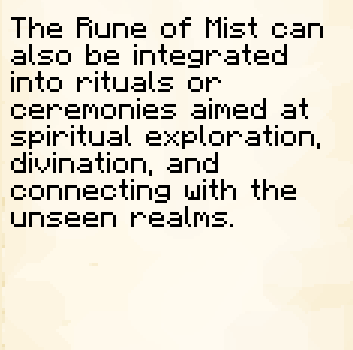 The Rune of Mist can
also be integrated
into rituals or
ceremonies aimed at
spiritual exploration,
divination, and
connecting with the
unseen realms.